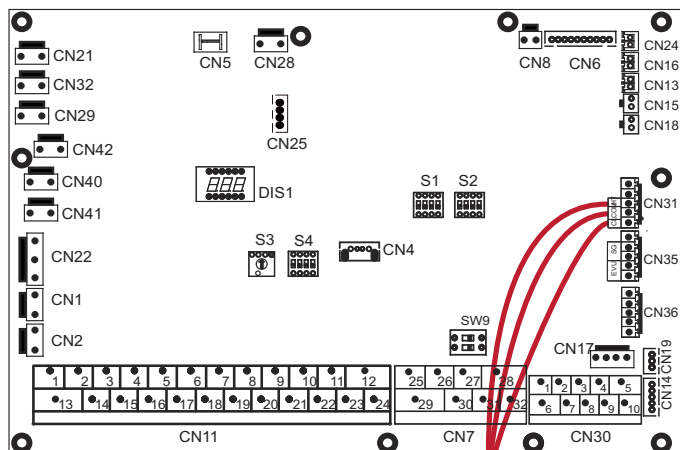 CN21
CN5
CN28
CN8
CN6
CN24
CN32
CN16
CN13
CN29
CN15
CN25
CN18
CN42
CN40
DIS1
S1
S2
CN31
CN41
CN22
S3
S4
CN4
SG
EVU
CN35
CN1
CN36
CN2
SW9
CN17
CN19
CN14
1 2 3 4 5 6 7 8 9 10 11 12
13 14 15 16 17 18 19 20 21 22 23 24
25 26 27 28
29 30 31 32
1 2 3 4 5
6 7 8 9 10
CN11
CN7
CN30